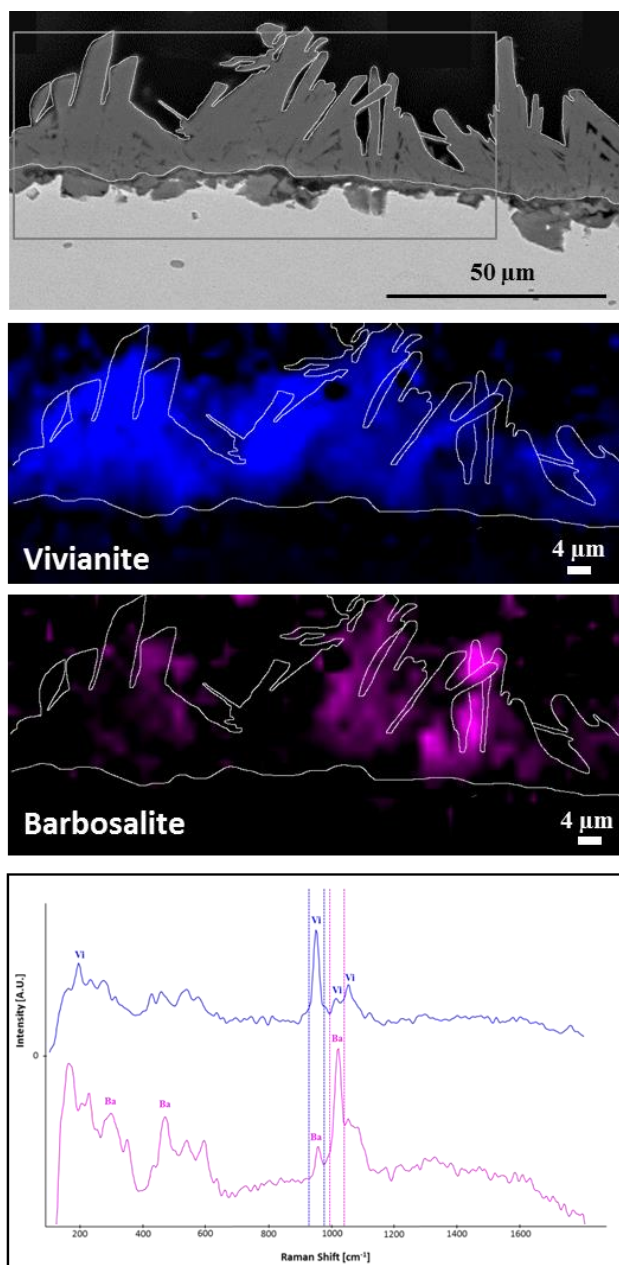 50 µm
Vivianite
4 µm
Barbosalite
4 µm
Intensity [A.U.]
0
Vi
Vi
Vi
Vi
Ba
Ba
Ba
Ba
200
400
600
800
1000
1200
1400
1600
Raman Shift [cm⁻¹]